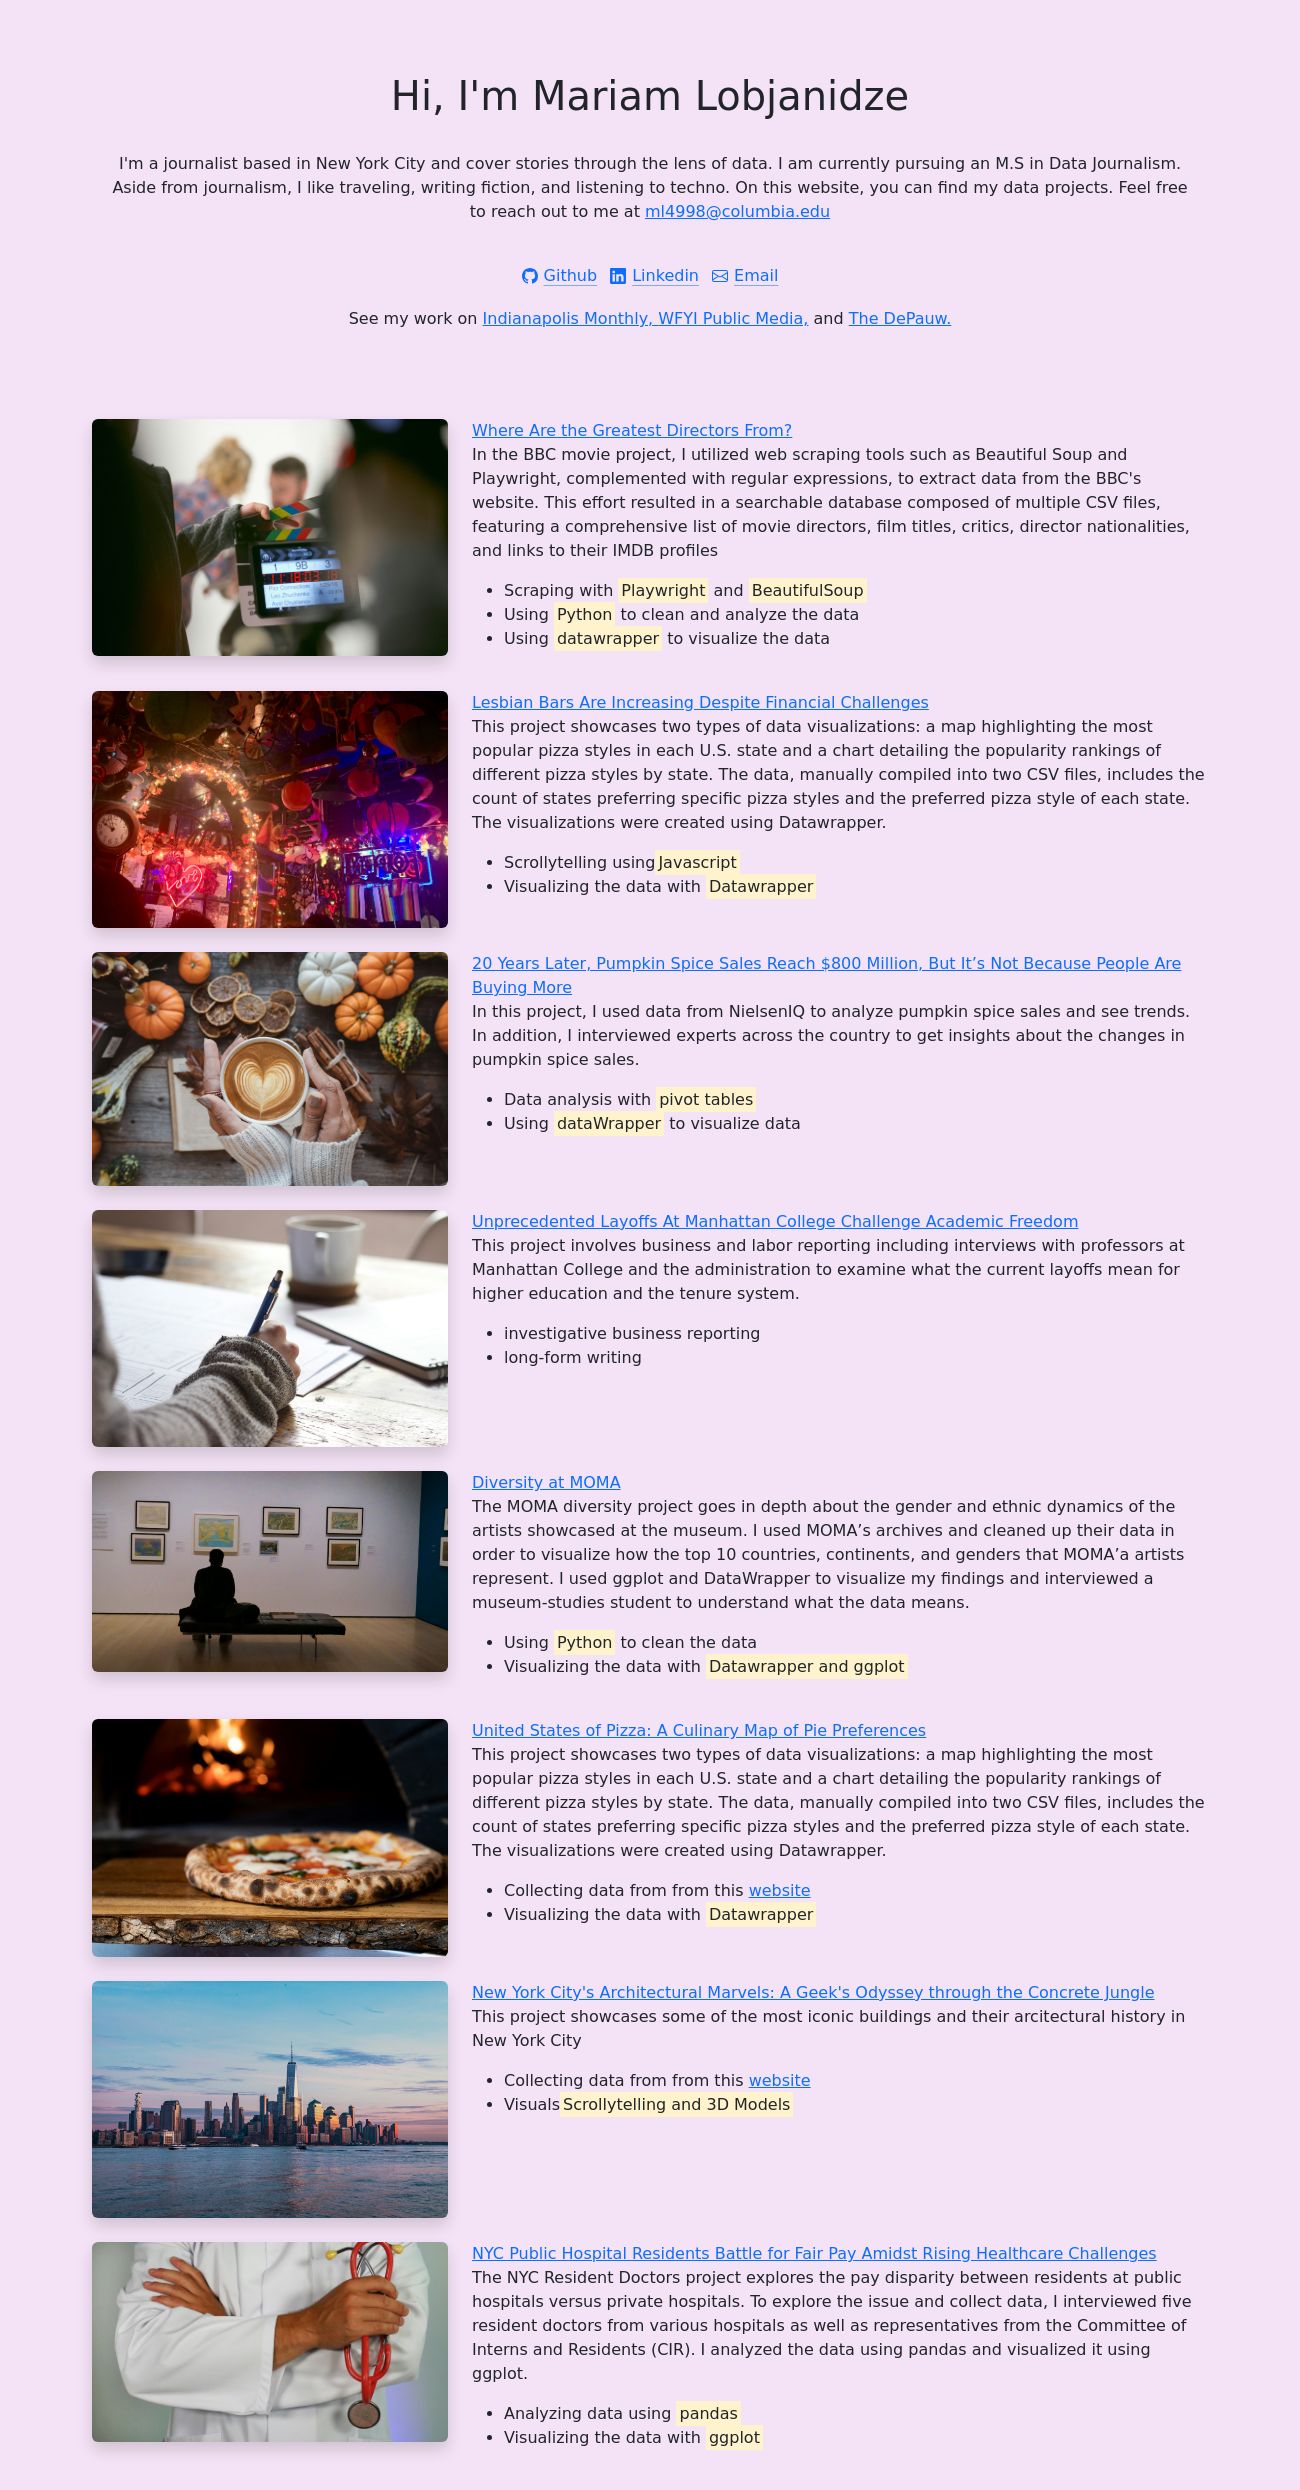 Hi, I'm Mariam Lobjanidze
I'm a journalist based in New York City and cover stories through the lens of data. I am currently pursuing an M.S in Data Journalism.
Aside from journalism, I like traveling, writing fiction, and listening to techno. On this website, you can find my data projects. Feel free
to reach out to me at ml4998@columbia.edu
Github Linkedin Email
See my work on Indianapolis Monthly, WFYI Public Media, and The DePauw.
Where Are the Greatest Directors From?
In the BBC movie project, I utilized web scraping tools such as Beautiful Soup and
Playwright, complemented with regular expressions, to extract data from the BBC's
website. This effort resulted in a searchable database composed of multiple CSV files,
featuring a comprehensive list of movie directors, film titles, critics, director nationalities,
and links to their IMDB profiles
• Scraping with Playwright and BeautifulSoup
• Using Python to clean and analyze the data
• Using datawrapper to visualize the data
Lesbian Bars Are Increasing Despite Financial Challenges
This project showcases two types of data visualizations: a map highlighting the most
popular pizza styles in each U.S. state and a chart detailing the popularity rankings of
different pizza styles by state. The data, manually compiled into two CSV files, includes the
count of states preferring specific pizza styles and the preferred pizza style of each state.
The visualizations were created using Datawrapper.
• Scrollytelling using Javascript
• Visualizing the data with Datawrapper
20 Years Later, Pumpkin Spice Sales Reach $800 Million, But It’s Not Because People Are
Buying More
In this project, I used data from NielsenIQ to analyze pumpkin spice sales and see trends.
In addition, I interviewed experts across the country to get insights about the changes in
pumpkin spice sales.
• Data analysis with pivot tables
• Using dataWrapper to visualize data
Unprecedented Layoffs At Manhattan College Challenge Academic Freedom
This project involves business and labor reporting including interviews with professors at
Manhattan College and the administration to examine what the current layoffs mean for
higher education and the tenure system.
• investigative business reporting
• long-form writing
Diversity at MOMA
The MOMA diversity project goes in depth about the gender and ethnic dynamics of the
artists showcased at the museum. I used MOMA’s archives and cleaned up their data in
order to visualize how the top 10 countries, continents, and genders that MOMA’a artists
represent. I used ggplot and DataWrapper to visualize my findings and interviewed a
museum-studies student to understand what the data means.
• Using Python to clean the data
• Visualizing the data with Datawrapper and ggplot
United States of Pizza: A Culinary Map of Pie Preferences
This project showcases two types of data visualizations: a map highlighting the most
popular pizza styles in each U.S. state and a chart detailing the popularity rankings of
different pizza styles by state. The data, manually compiled into two CSV files, includes the
count of states preferring specific pizza styles and the preferred pizza style of each state.
The visualizations were created using Datawrapper.
• Collecting data from from this website
• Visualizing the data with Datawrapper
New York City's Architectural Marvels: A Geek's Odyssey through the Concrete Jungle
This project showcases some of the most iconic buildings and their arcitectural history in
New York City
• Collecting data from from this website
• Visuals Scrollytelling and 3D Models
NYC Public Hospital Residents Battle for Fair Pay Amidst Rising Healthcare Challenges
The NYC Resident Doctors project explores the pay disparity between residents at public
hospitals versus private hospitals. To explore the issue and collect data, I interviewed five
resident doctors from various hospitals as well as representatives from the Committee of
Interns and Residents (CIR). I analyzed the data using pandas and visualized it using
ggplot.
• Analyzing data using pandas
• Visualizing the data with ggplot